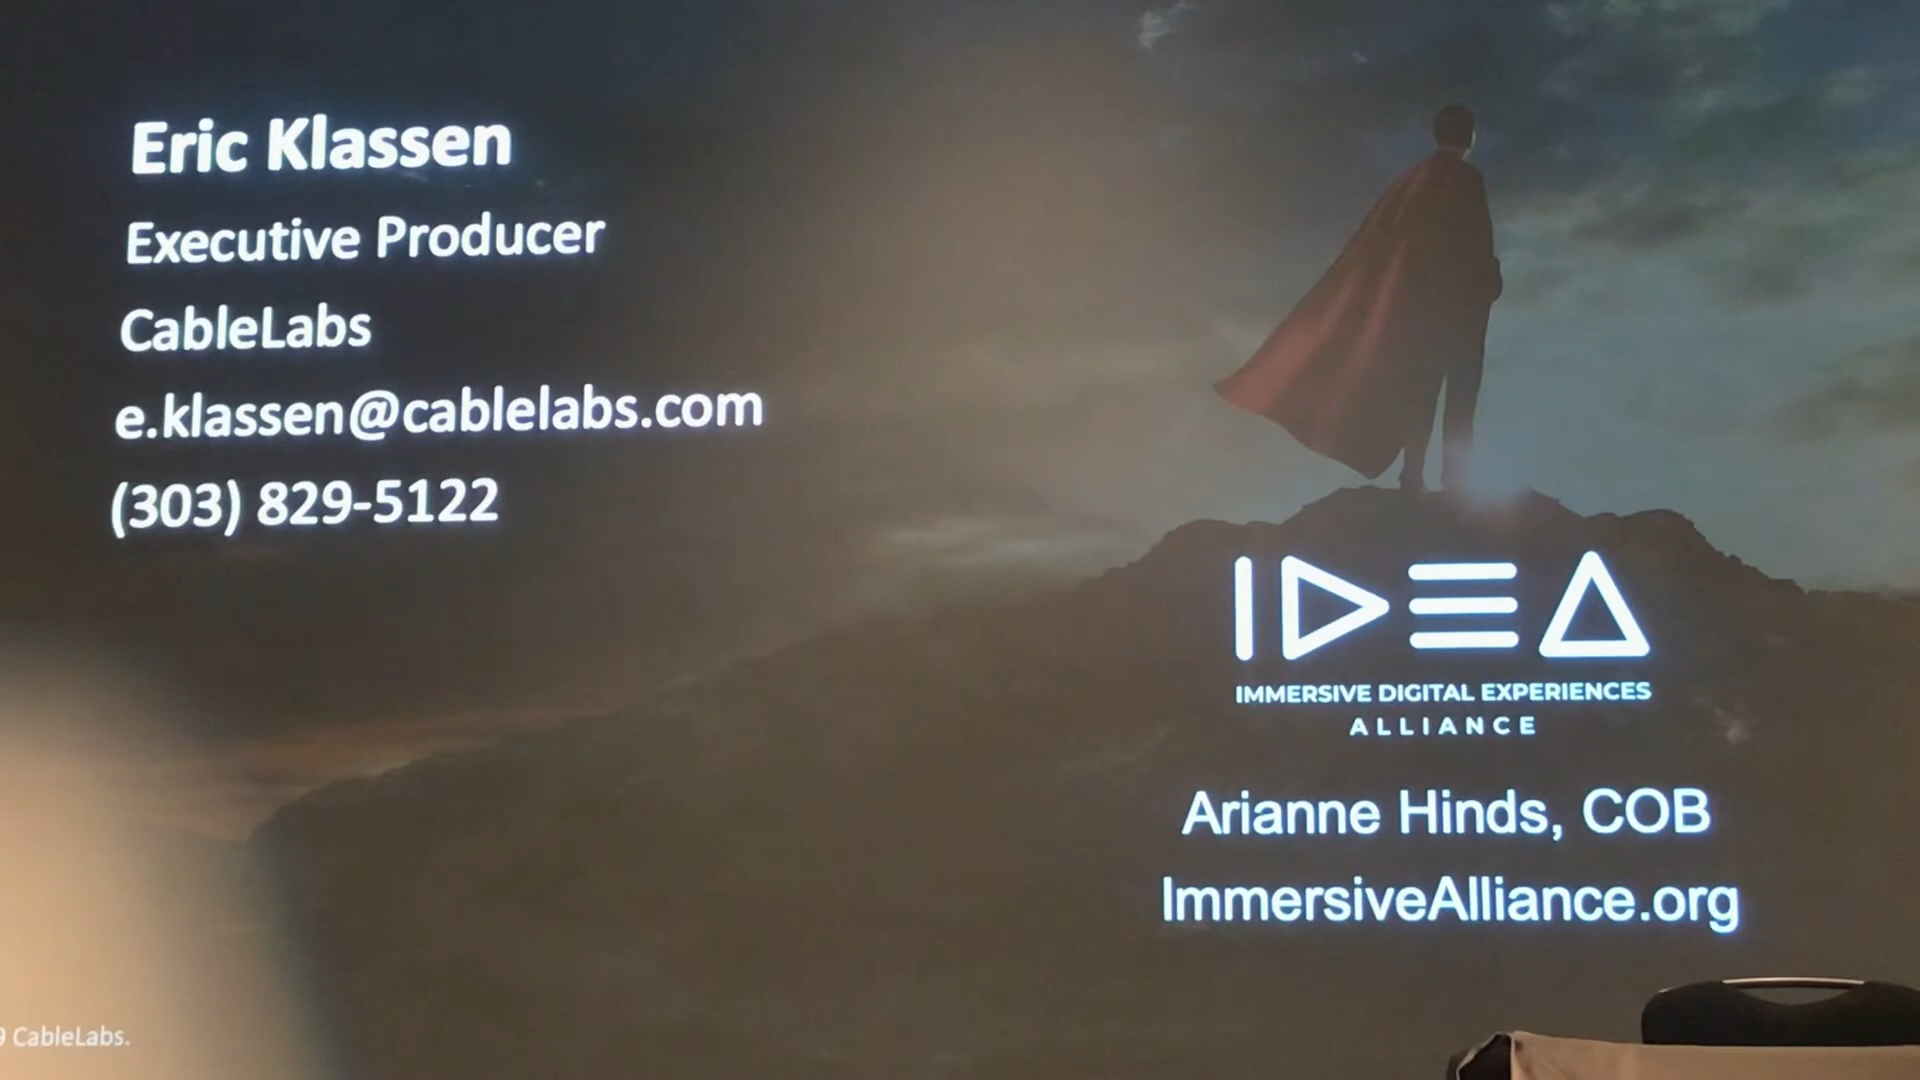 Eric Klassen
Executive Producer
CableLabs
e.klassen@cablelabs.com
(303) 829-5122
IDEA
IMMERSIVE DIGITAL EXPERIENCES
ALLIANCE
Arianne Hinds, COB
ImmersiveAlliance.org
9 CableLabs.